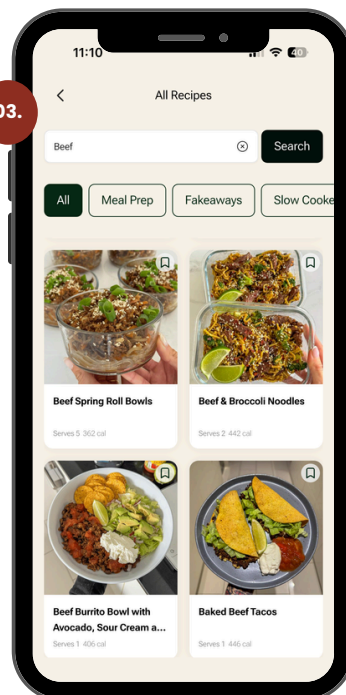 11:10
40
03.
All Recipes
Beef
Search
All
Meal Prep
Fakeaways
Slow Cooke
Beef Spring Roll Bowls
Serves 5 362 cal
Beef & Broccoli Noodles
Serves 2 442 cal
Beef Burrito Bowl with
Avocado, Sour Cream a...
Serves 1 406 cal
Baked Beef Tacos
Serves 1 446 cal